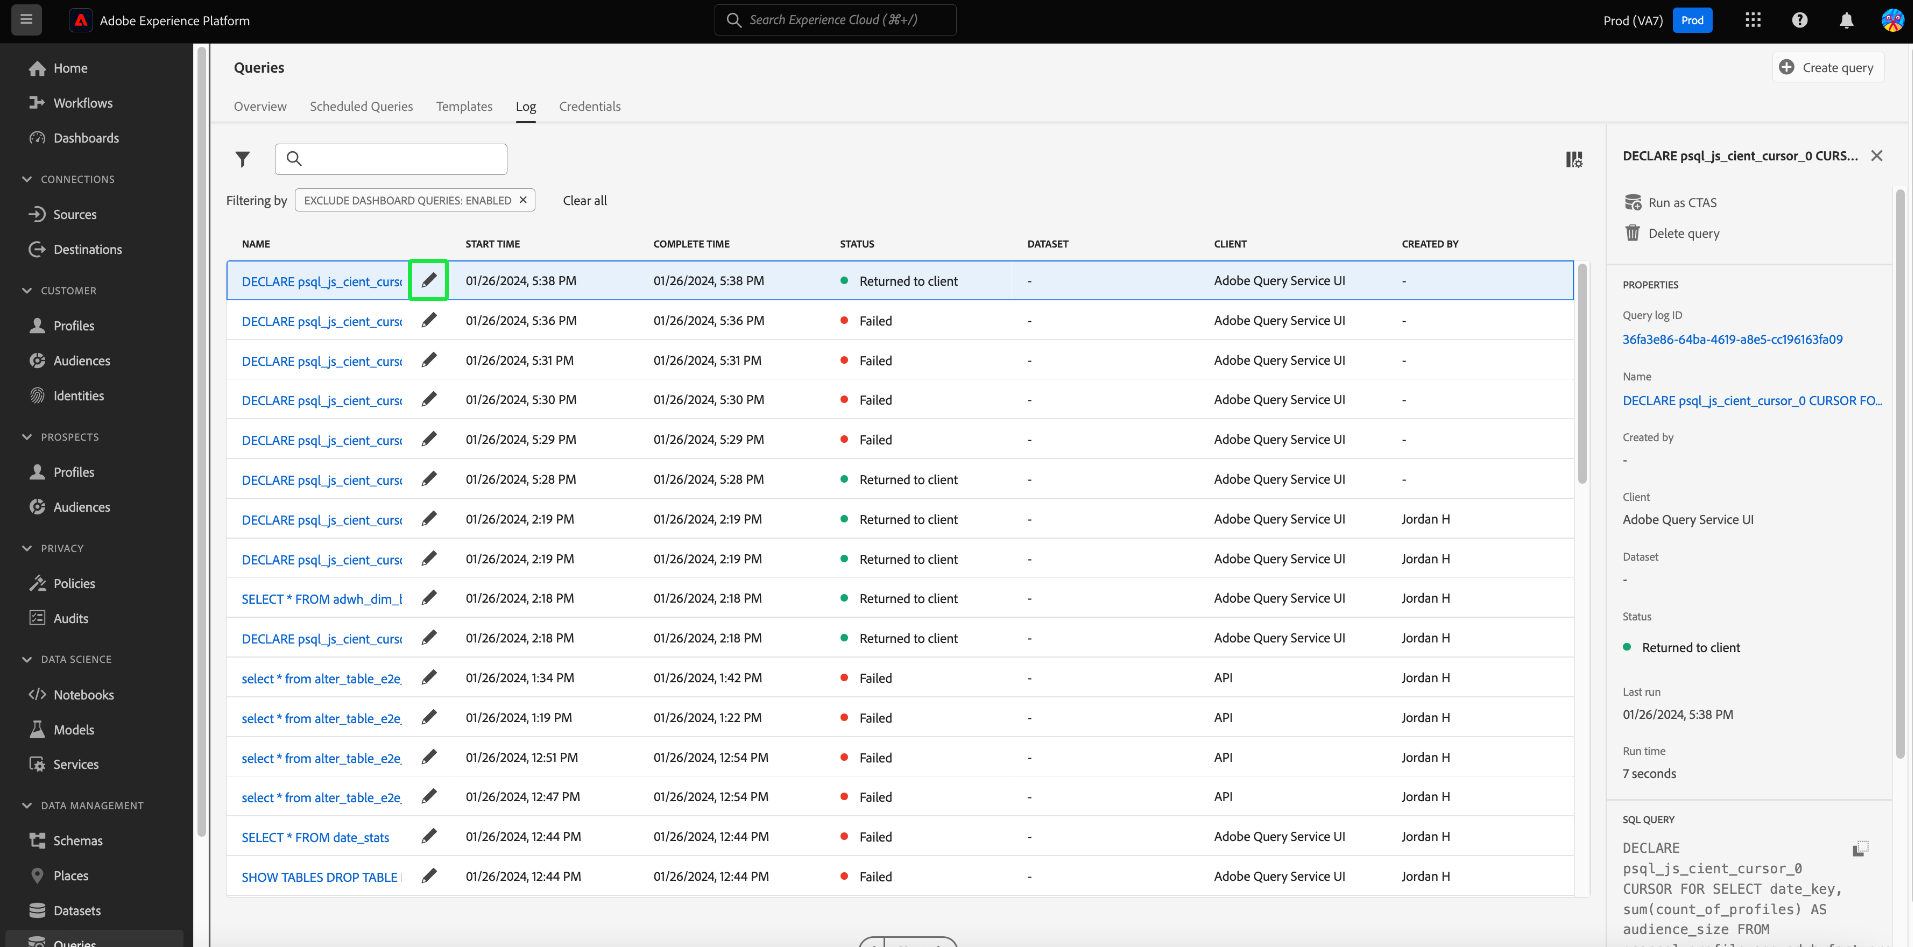 Adobe Experience Platform
Search Experience Cloud (⌘+/)
Prod (VA7)
Prod
Home
Workflows
Dashboards
CONNECTIONS
Sources
Destinations
CUSTOMER
Profiles
Audiences
Identities
PROSPECTS
Profiles
Audiences
PRIVACY
Policies
Audits
DATA SCIENCE
Notebooks
Models
Services
DATA MANAGEMENT
Schemas
Places
Datasets
Queries
Queries
Create query
Overview Scheduled Queries Templates Log Credentials
Filtering by EXCLUDE DASHBOARD QUERIES: ENABLED × Clear all
NAME START TIME COMPLETE TIME STATUS DATASET CLIENT CREATED BY
DECLARE psql_js_cient_curs 01/26/2024, 5:38 PM 01/26/2024, 5:38 PM Returned to client - Adobe Query Service UI -
DECLARE psql_js_cient_curs 01/26/2024, 5:36 PM 01/26/2024, 5:36 PM Failed - Adobe Query Service UI -
DECLARE psql_js_cient_curs 01/26/2024, 5:31 PM 01/26/2024, 5:31 PM Failed - Adobe Query Service UI -
DECLARE psql_js_cient_curs 01/26/2024, 5:30 PM 01/26/2024, 5:30 PM Failed - Adobe Query Service UI -
DECLARE psql_js_cient_curs 01/26/2024, 5:29 PM 01/26/2024, 5:29 PM Failed - Adobe Query Service UI -
DECLARE psql_js_cient_curs 01/26/2024, 5:28 PM 01/26/2024, 5:28 PM Returned to client - Adobe Query Service UI -
DECLARE psql_js_cient_curs 01/26/2024, 2:19 PM 01/26/2024, 2:19 PM Returned to client - Adobe Query Service UI Jordan H
DECLARE psql_js_cient_curs 01/26/2024, 2:19 PM 01/26/2024, 2:19 PM Returned to client - Adobe Query Service UI Jordan H
SELECT * FROM adwh_dim_ 01/26/2024, 2:18 PM 01/26/2024, 2:18 PM Returned to client - Adobe Query Service UI Jordan H
DECLARE psql_js_cient_curs 01/26/2024, 2:18 PM 01/26/2024, 2:18 PM Returned to client - Adobe Query Service UI Jordan H
select * from alter_table_e2e_ 01/26/2024, 1:34 PM 01/26/2024, 1:42 PM Failed - API Jordan H
select * from alter_table_e2e_ 01/26/2024, 1:19 PM 01/26/2024, 1:22 PM Failed - API Jordan H
select * from alter_table_e2e_ 01/26/2024, 12:51 PM 01/26/2024, 12:54 PM Failed - API Jordan H
select * from alter_table_e2e_ 01/26/2024, 12:47 PM 01/26/2024, 12:54 PM Failed - API Jordan H
SELECT * FROM date_stats 01/26/2024, 12:44 PM 01/26/2024, 12:44 PM Failed - Adobe Query Service UI Jordan H
SHOW TABLES DROP TABLE 01/26/2024, 12:44 PM 01/26/2024, 12:44 PM Failed - Adobe Query Service UI Jordan H
DECLARE psql_js_cient_cursor_0 CURS...
Run as CTAS
Delete query
PROPERTIES
Query log ID
36fa3e86-64ba-4619-a8e5-cc196163fa09
Name
DECLARE psql_js_cient_cursor_0 CURSOR FO...
Created by
-
Client
Adobe Query Service UI
Dataset
-
Status
Returned to client
Last run
01/26/2024, 5:38 PM
Run time
7 seconds
SQL QUERY
DECLARE
psql_js_cient_cursor_0
CURSOR FOR SELECT date_key,
sum(count_of_profiles) AS
audience_size FROM